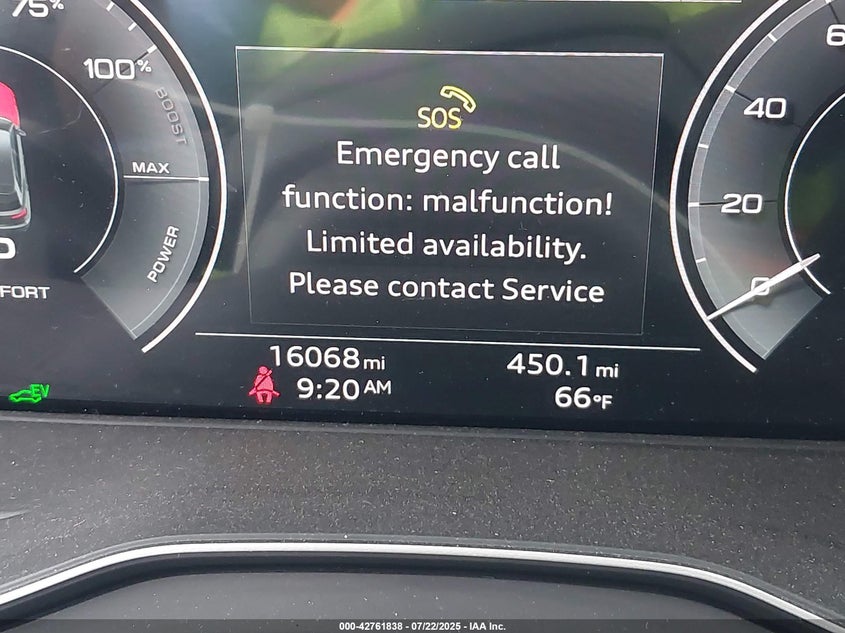 75%
100%
BOOST
MAX
POWER
FORT
SOS
Emergency call
function: malfunction!
Limited availability.
Please contact Service
40
20
0
16068 mi
450.1 mi
9:20 AM
66°F
EV
000-42761838 - 07/22/2025 - IAA Inc.